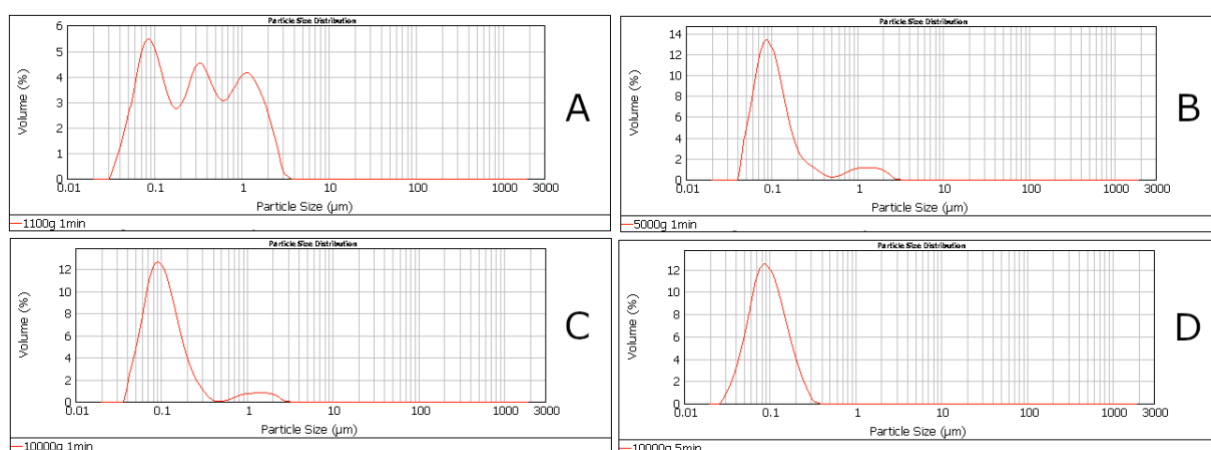 Particle Size Distribution
6
5
4
3
2
1
0
Volume (%)
0.01 0.1 1 10 100 1000 3000
Particle Size (µm)
1100g 1min
A
Particle Size Distribution
14
12
10
8
6
4
2
0
Volume (%)
0.01 0.1 1 10 100 1000 3000
Particle Size (µm)
5000g 1min
B
Particle Size Distribution
12
10
8
6
4
2
0
Volume (%)
0.01 0.1 1 10 100 1000 3000
Particle Size (µm)
10000g 1min
C
Particle Size Distribution
12
10
8
6
4
2
0
Volume (%)
0.01 0.1 1 10 100 1000 3000
Particle Size (µm)
10000g 5min
D